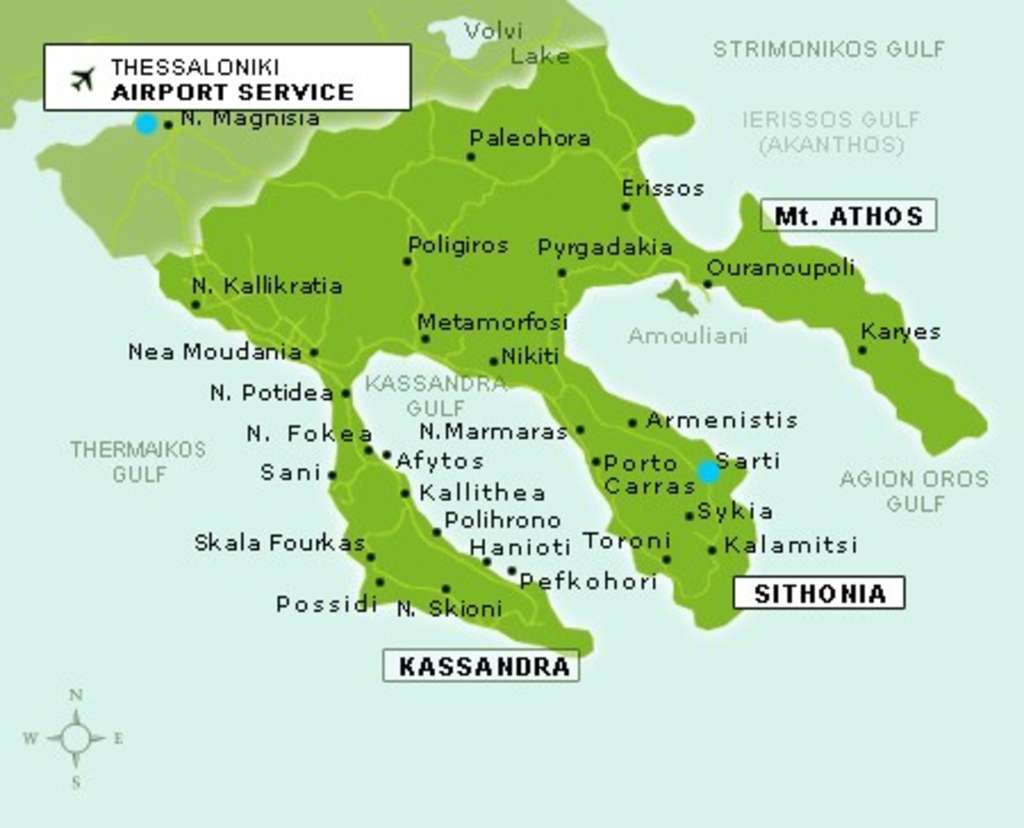 Volvi
Lake
STRIMONIKOS GULF
THESSALONIKI
AIRPORT SERVICE
N. Magnisia
IERISSOS GULF
(AKANTHOS)
Paleohora
Erissos
Mt. ATHOS
Poligiros
Pyrgadakia
Ouranoupoli
N. Kallikratia
Metamorfosi
Amouliani
Karyes
Nea Moudania
Nikiti
N. Potidea
KASSANDRA
GULF
Armenistis
N. Fokea
N.Marmaras
THERMAIKOS
GULF
Afytos
Porto
Carras
Sarti
Sani
AGION OROS
GULF
Kallithea
Sykia
Polihrono
Skala Fourkas
Hanioti
Toroni
Kalamitsi
Pefkohori
Possidi
N. Skioni
SITHONIA
KASSANDRA
N
W
E
S